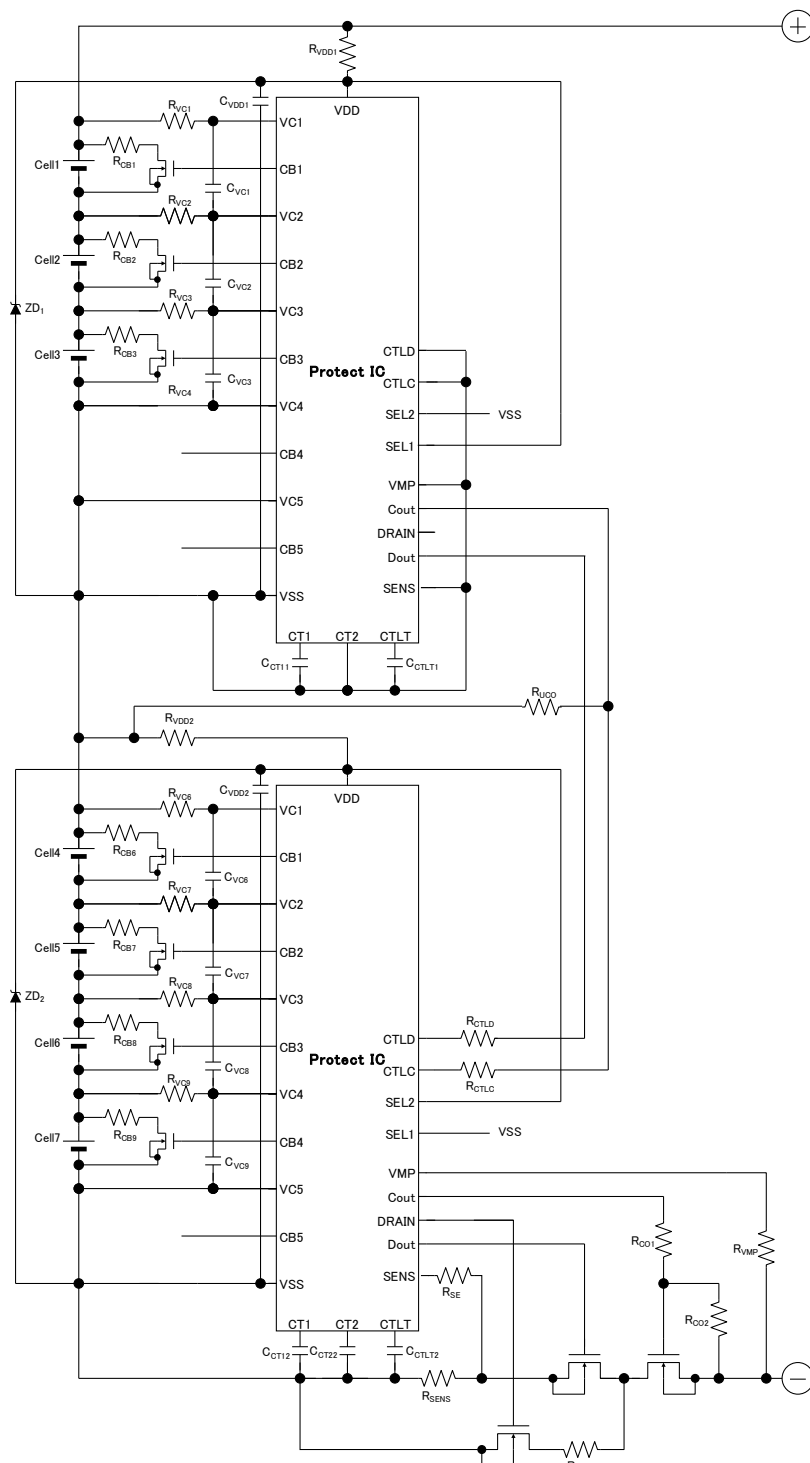 +
RVDD1
CVDD1
VDD
RVC1
VC1
Cell1
RCB1
CB1
CVC1
RVC2
VC2
Cell2
RCB2
CB2
CVC2
ZD1
RVC3
VC3
Cell3
RCB3
CB3
CVC3
RVC4
VC4
Protect IC
CTLD
CTLC
SEL2
VSS
SEL1
CB4
VC5
VMP
Cout
DRAIN
CB5
Dout
VSS
SENS
CT1
CT2
CTLT
CCT11
CCTLT1
RUCO
RVDD2
CVDD2
VDD
RVC6
VC1
Cell4
RCB6
CB1
CVC6
RVC7
VC2
Cell5
RCB7
CB2
CVC7
ZD2
RVC8
VC3
Cell6
RCB8
CB3
CVC8
RVC9
VC4
Cell7
RCB9
CB4
CVC9
VC5
Protect IC
CTLD
RCTLD
CTLC
RCTLC
SEL2
SEL1
VSS
VMP
Cout
DRAIN
Dout
RCO1
RVMP
CB5
VSS
SENS
RSE
RCO2
CT1
CT2
CTLT
CCT12
CCT22
CCTLT2
RSENS
−